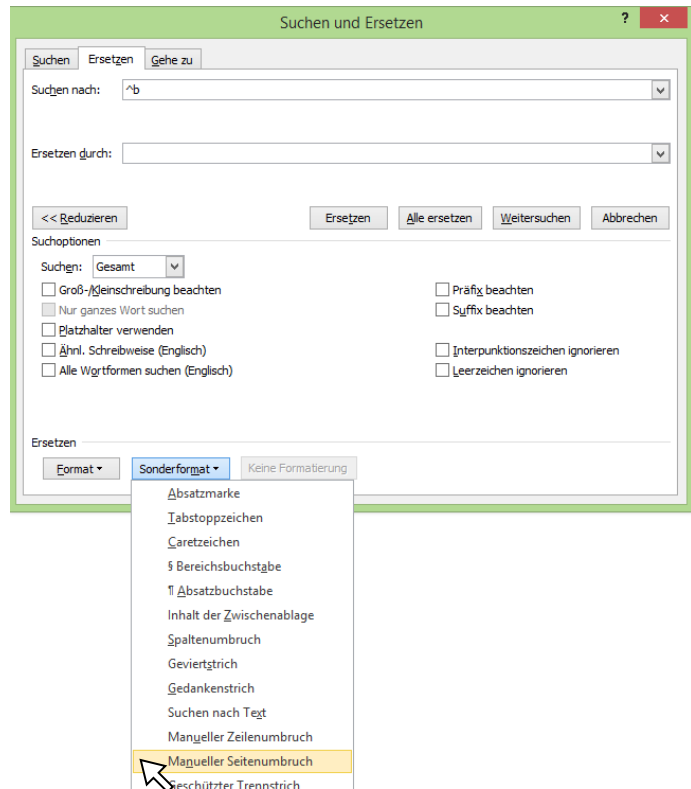 Suchen und Ersetzen ? ×
Suchen Ersetzen Gehe zu
Suchen nach: ^b
Ersetzen durch:
<< Reduzieren Ersetzen Alle ersetzen Weitersuchen Abbrechen
Suchoptionen
Suchen: Gesamt
Groß-/Kleinschreibung beachten Präfix beachten
Nur ganzes Wort suchen Suffix beachten
Platzhalter verwenden
Ähnl. Schreibweise (Englisch) Interpunktionszeichen ignorieren
Alle Wortformen suchen (Englisch) Leerzeichen ignorieren
Ersetzen
Format Sonderformat Keine Formatierung
Absatzmarke
Tabstoppzeichen
Caretzeichen
§ Bereichsbuchstabe
¶ Absatzbuchstabe
Inhalt der Zwischenablage
Spaltenumbruch
Geviertstrich
Gedankenstrich
Suchen nach Text
Manueller Zeilenumbruch
Manueller Seitenumbruch
Geschützter Trennstrich